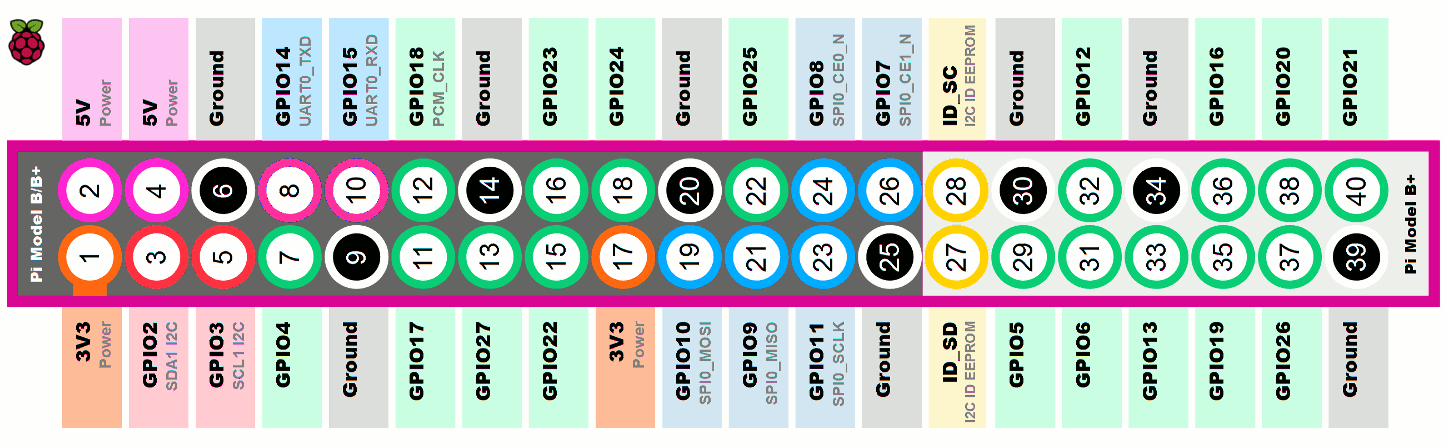 5V
Power
5V
Power
Ground
GPIO14
UART0_TXD
GPIO15
UART0_RXD
GPIO18
PCM_CLK
Ground
GPIO23
GPIO24
Ground
GPIO25
GPIO8
SPI0_CE0_N
GPIO7
SPI0_CE1_N
ID_SC
I2C ID EEPROM
Ground
GPIO12
Ground
GPIO16
GPIO20
GPIO21
Pi Model B/B+
2
4
6
8
10
12
14
16
18
20
22
24
26
28
30
32
34
36
38
40
1
3
5
7
9
11
13
15
17
19
21
23
25
27
29
31
33
35
37
39
Pi Model B+
3V3
Power
GPIO2
SDA1 I2C
GPIO3
SCL1 I2C
GPIO4
Ground
GPIO17
GPIO27
GPIO22
3V3
Power
GPIO10
SPI0_MOSI
GPIO9
SPI0_MISO
GPIO11
SPI0_SCLK
Ground
ID_SD
I2C ID EEPROM
GPIO5
GPIO6
GPIO13
GPIO19
GPIO26
Ground